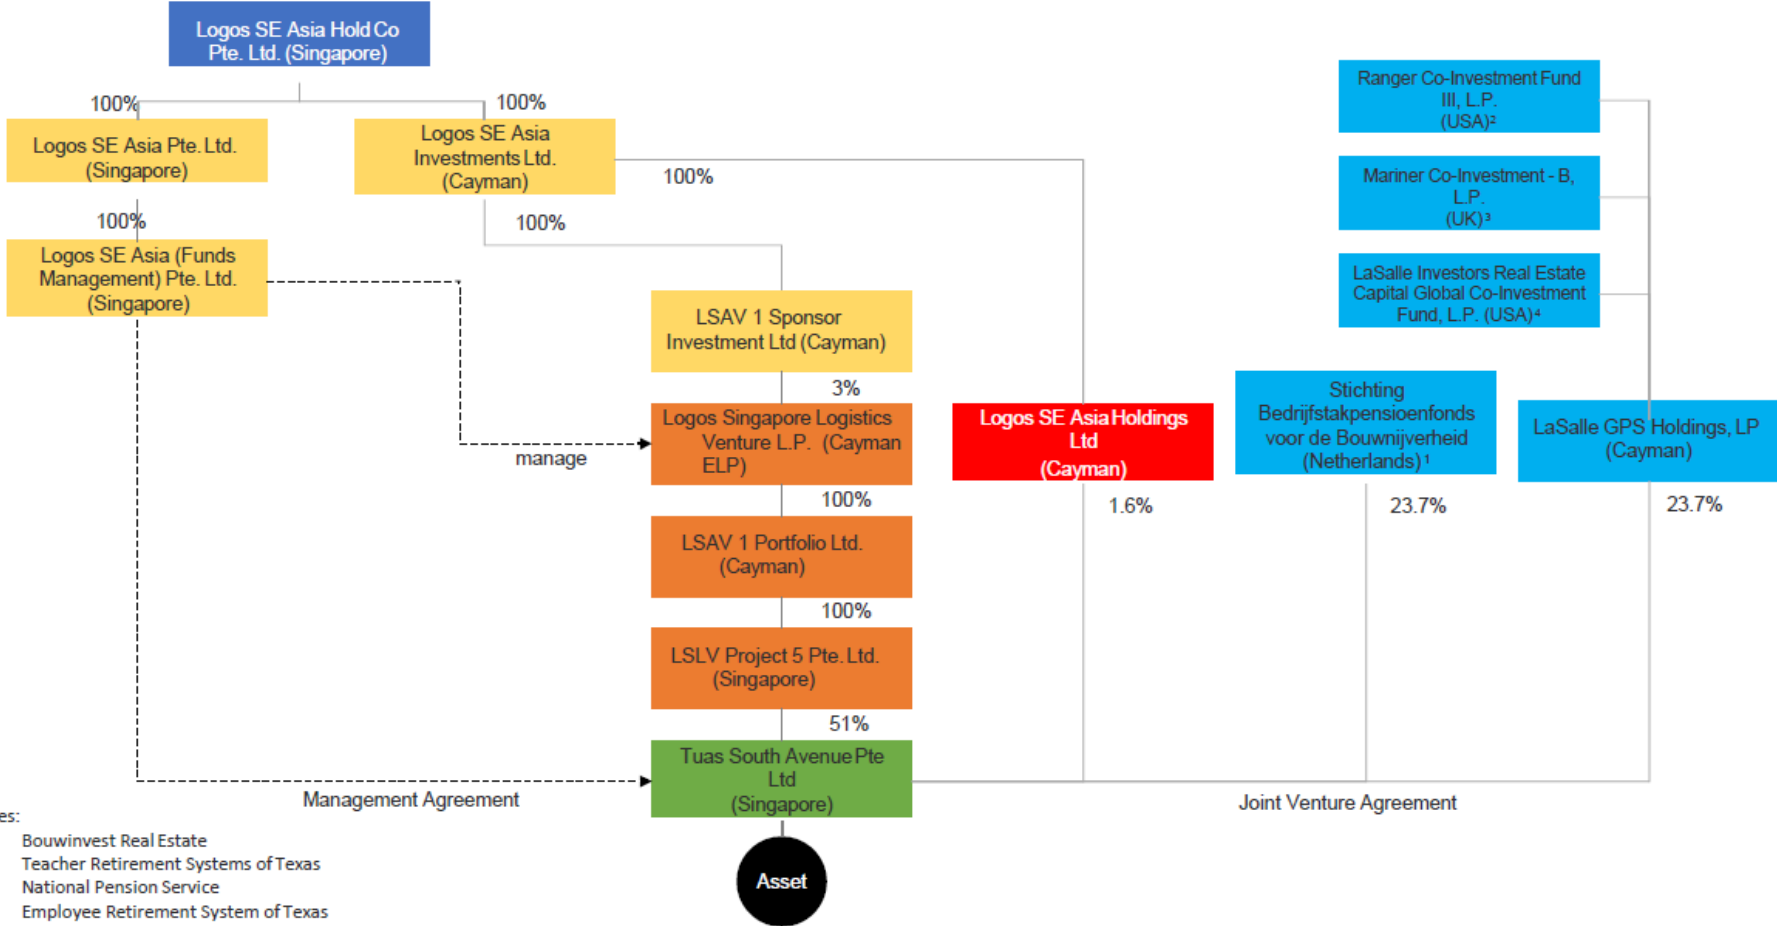 Logos SE Asia Hold Co
Pte. Ltd. (Singapore)
100%
100%
Logos SE Asia Pte. Ltd.
(Singapore)
Logos SE Asia
Investments Ltd.
(Cayman)
100%
100%
100%
Logos SE Asia (Funds
Management) Pte. Ltd.
(Singapore)
Ranger Co-Investment Fund
III, L.P.
(USA)²
Mariner Co-Investment - B,
L.P.
(UK)³
LaSalle Investors Real Estate
Capital Global Co-Investment
Fund, L.P. (USA)⁴
LSAV 1 Sponsor
Investment Ltd (Cayman)
3%
Logos Singapore Logistics
Venture L.P. (Cayman
ELP)
manage
Logos SE Asia Holdings
Ltd
(Cayman)
Stichting
Bedrijfstakpensioenfonds
voor de Bouwnijverheid
(Netherlands)¹
LaSalle GPS Holdings, LP
(Cayman)
100%
1.6%
23.7%
23.7%
LSAV 1 Portfolio Ltd.
(Cayman)
100%
LSLV Project 5 Pte. Ltd.
(Singapore)
51%
Tuas South Avenue Pte
Ltd
(Singapore)
Management Agreement
Joint Venture Agreement
Asset
es:
Bouwinvest Real Estate
Teacher Retirement Systems of Texas
National Pension Service
Employee Retirement System of Texas